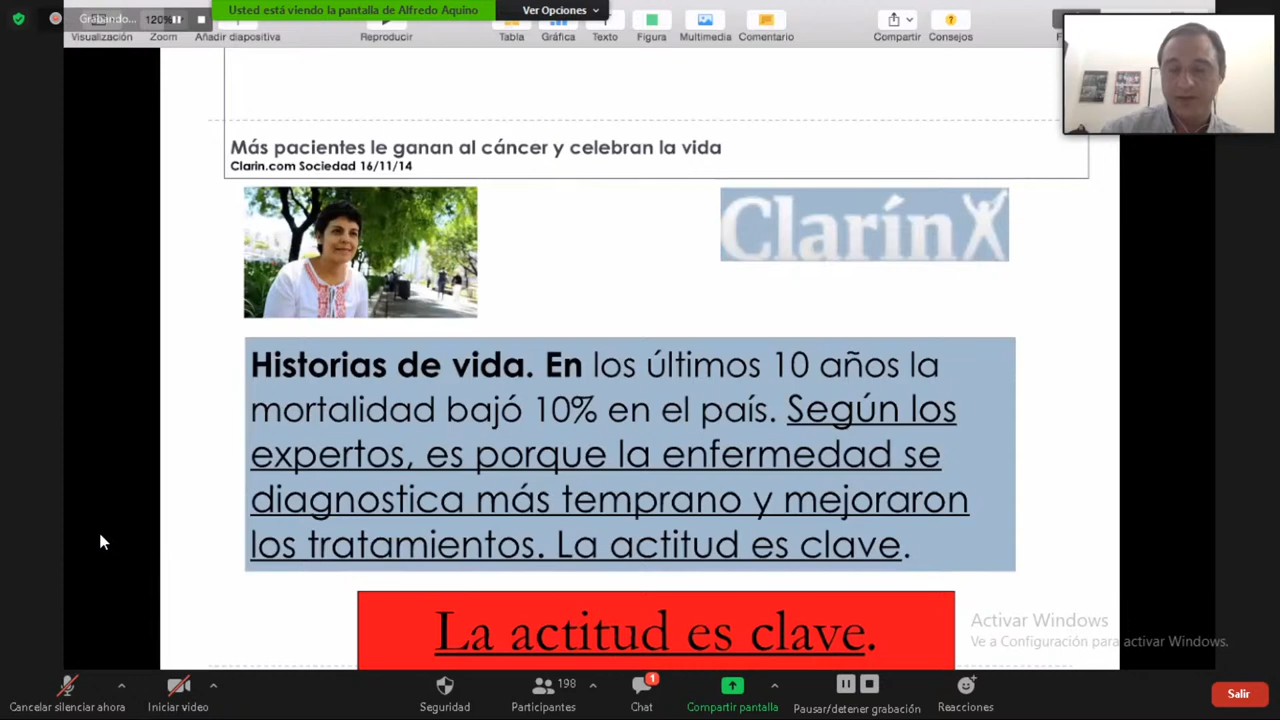 Grabando...
120%
Usted está viendo la pantalla de Alfredo Aquino
Ver Opciones
Visualización
Zoom
Añadir diapositiva
Reproducir
Tabla
Gráfica
Texto
Figura
Multimedia
Comentario
Compartir
Consejos
Más pacientes le ganan al cáncer y celebran la vida
Clarin.com Sociedad 16/11/14
Clarín
Historias de vida. En los últimos 10 años la
mortalidad bajó 10% en el país. Según los
expertos, es porque la enfermedad se
diagnostica más temprano y mejoraron
los tratamientos. La actitud es clave.
La actitud es clave.
Activar Windows
Ve a Configuración para activar Windows.
Cancelar silenciar ahora
Iniciar video
Seguridad
198
Participantes
1
Chat
Compartir pantalla
Pausar/detener grabación
Reacciones
Salir